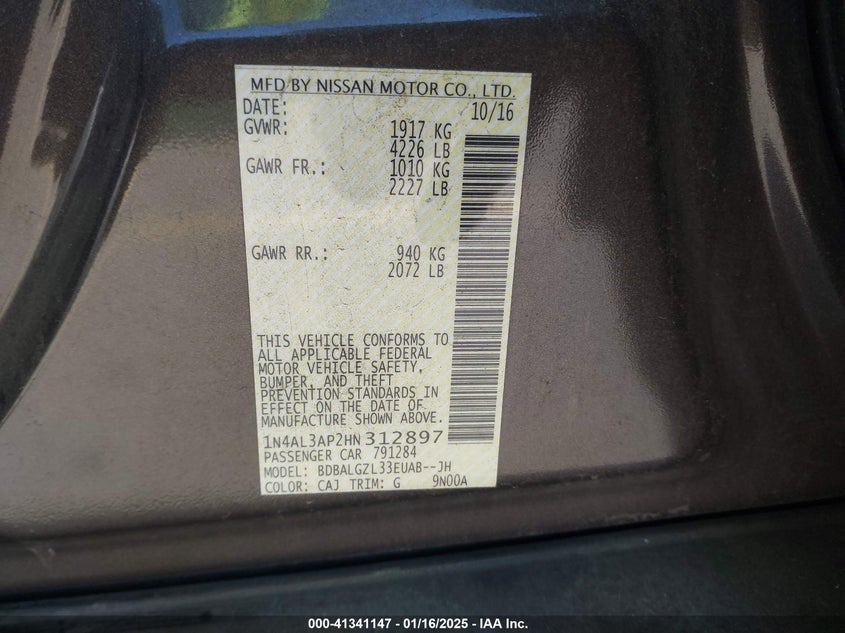 MFD BY NISSAN MOTOR CO., LTD.
DATE: 10/16
GVWR: 1917 KG
4226 LB
GAWR FR.: 1010 KG
2227 LB
GAWR RR.: 940 KG
2072 LB
THIS VEHICLE CONFORMS TO
ALL APPLICABLE FEDERAL
MOTOR VEHICLE SAFETY,
BUMPER, AND THEFT
PREVENTION STANDARDS IN
EFFECT ON THE DATE OF
MANUFACTURE SHOWN ABOVE.
1N4AL3AP2HN312897
PASSENGER CAR 791284
MODEL: BDBALGZL33EUAB--JH
COLOR: CAJ TRIM: G 9N00A
000-41341147 - 01/16/2025 - IAA Inc.